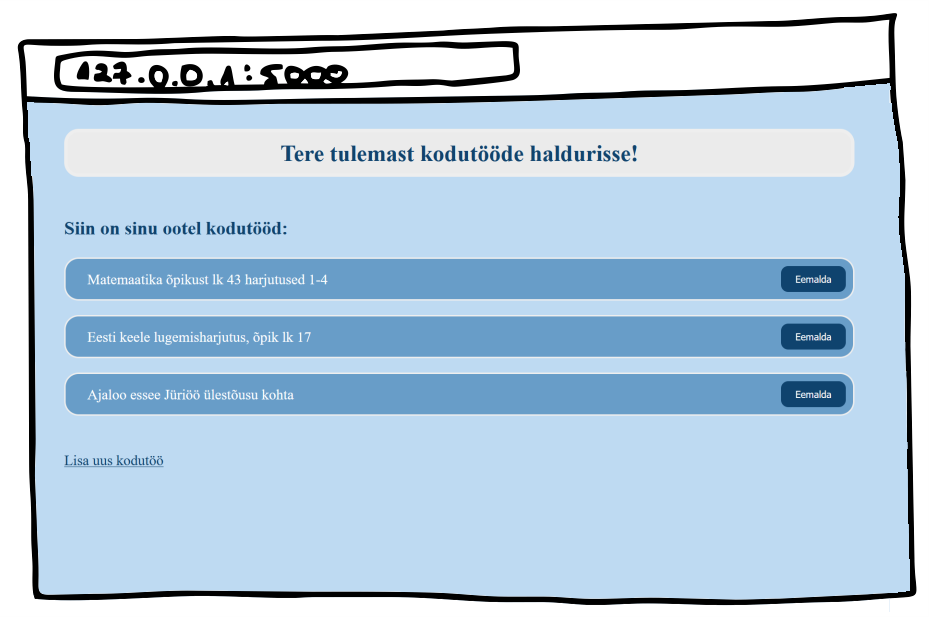 127.0.0.1:5000
Tere tulemast kodutööde haldurisse!
Siin on sinu ootel kodutööd:
Matemaatika õpikust lk 43 harjutused 1-4
Eemalda
Eesti keele lugemisharjutus, õpik lk 17
Eemalda
Ajaloo essee Jüriöö ülestõusu kohta
Eemalda
Lisa uus kodutöö